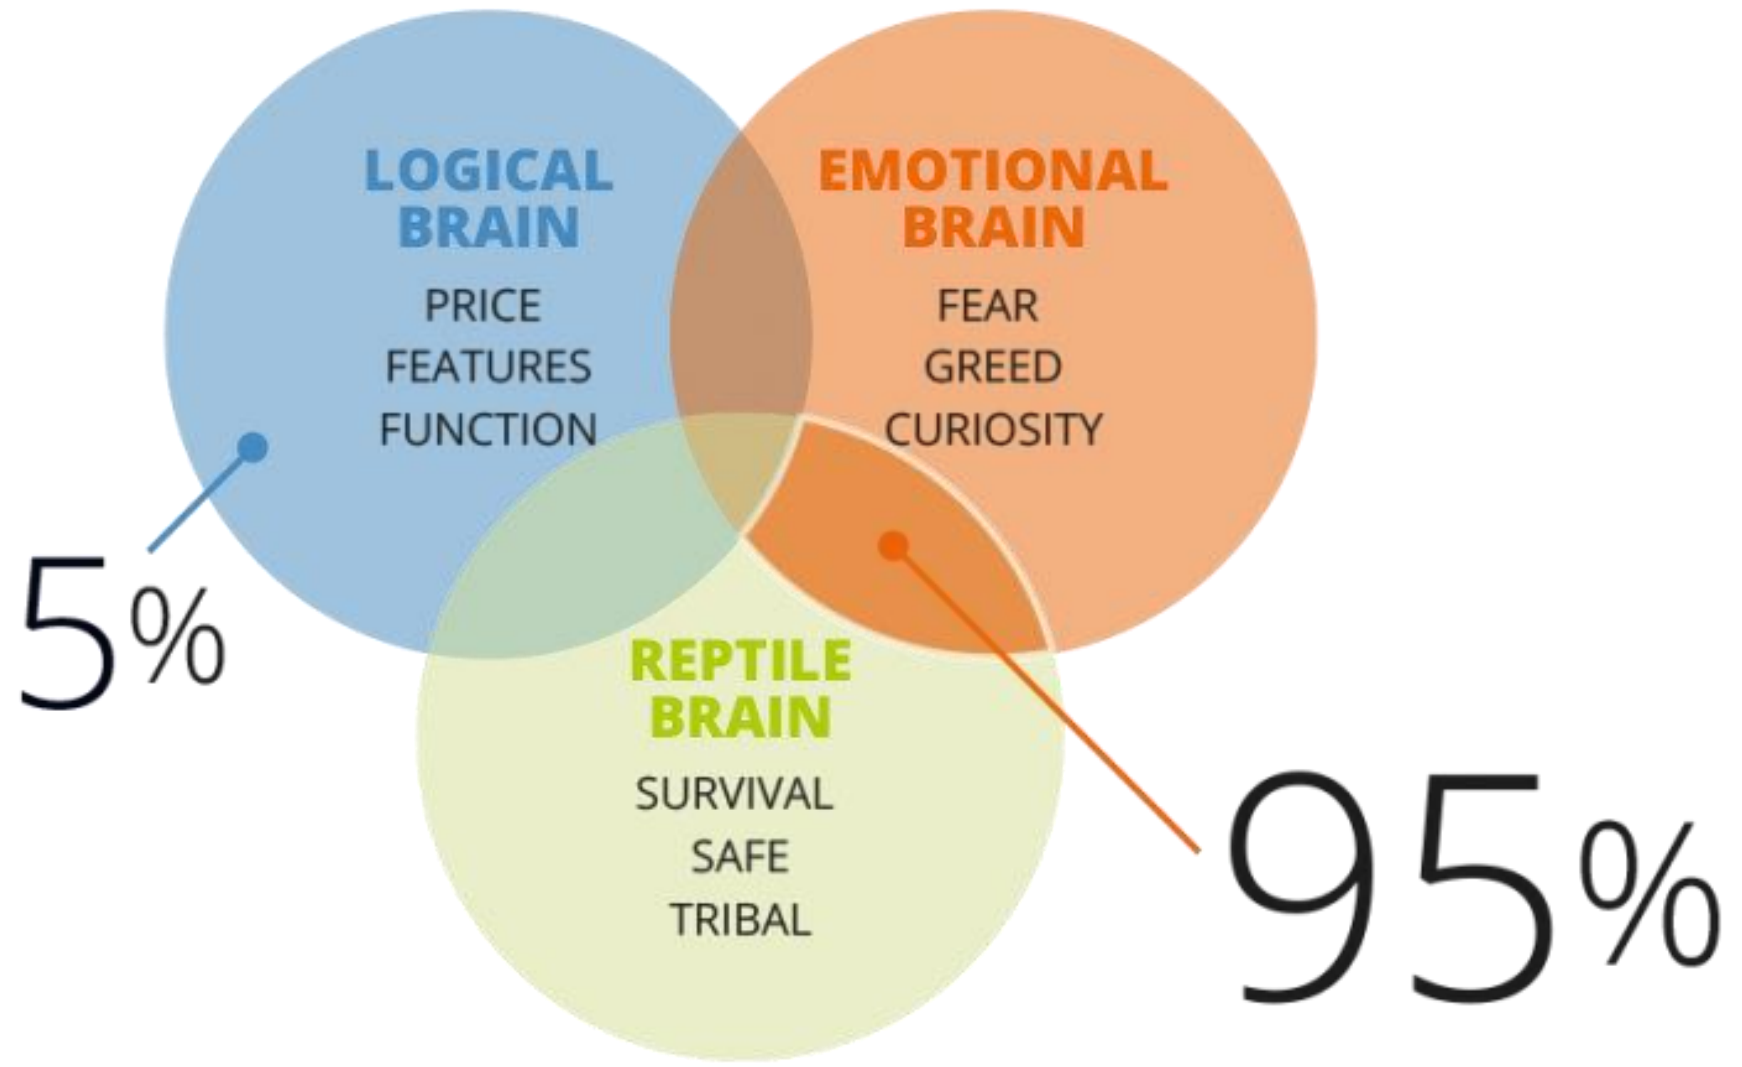 LOGICAL
BRAIN
PRICE
FEATURES
FUNCTION
EMOTIONAL
BRAIN
FEAR
GREED
CURIOSITY
5%
REPTILE
BRAIN
SURVIVAL
SAFE
TRIBAL
95%